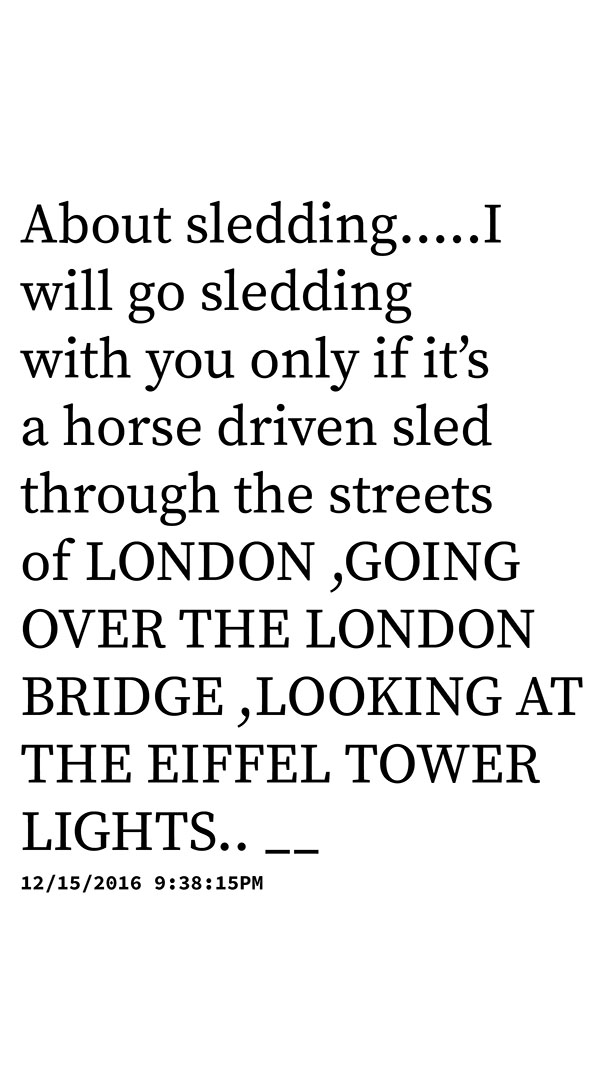 About sledding.....I
will go sledding
with you only if it’s
a horse driven sled
through the streets
of LONDON ,GOING
OVER THE LONDON
BRIDGE ,LOOKING AT
THE EIFFEL TOWER
LIGHTS.. __
12/15/2016 9:38:15PM